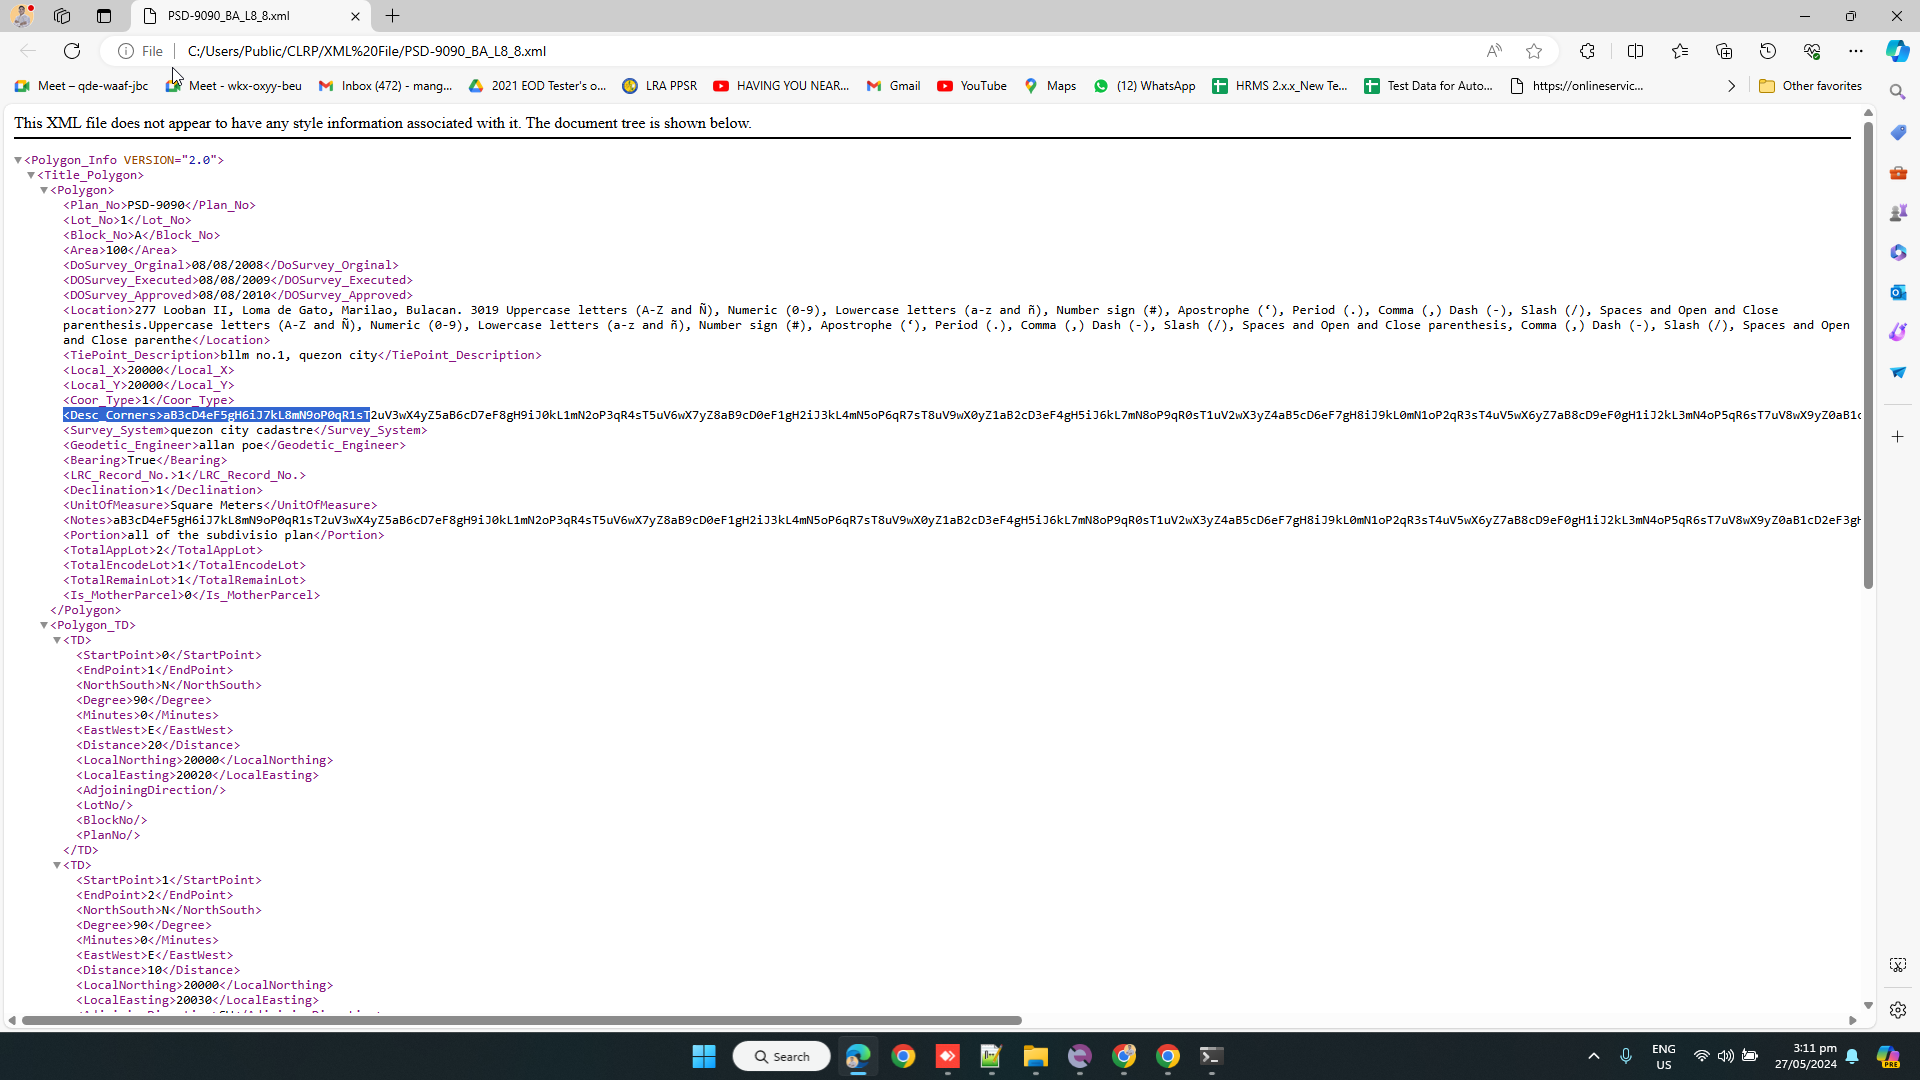 PSD-9090_BA_L8_8.xml
File
C:/Users/Public/CLRP/XML%20File/PSD-9090_BA_L8_8.xml
Meet – qde-waaf-jbc
Meet - wkx-oxyy-beu
Inbox (472) - mang...
2021 EOD Tester's o...
LRA PPSR
HAVING YOU NEAR...
Gmail
YouTube
Maps
(12) WhatsApp
HRMS 2.x.x_New Te...
Test Data for Auto...
https://onlineservic...
Other favorites
This XML file does not appear to have any style information associated with it. The document tree is shown below.
<Polygon_Info VERSION="2.0">
<Title_Polygon>
<Polygon>
<Plan_No>PSD-9090</Plan_No>
<Lot_No>1</Lot_No>
<Block_No>A</Block_No>
<Area>100</Area>
<DoSurvey_Orginal>08/08/2008</DoSurvey_Orginal>
<DOSurvey_Executed>08/08/2009</DOSurvey_Executed>
<DOSurvey_Approved>08/08/2010</DOSurvey_Approved>
<Location>277 Looban II, Loma de Gato, Marilao, Bulacan. 3019 Uppercase letters (A-Z and Ñ), Numeric (0-9), Lowercase letters (a-z and ñ), Number sign (#), Apostrophe (‘), Period (.), Comma (,) Dash (-), Slash (/), Spaces and Open and Close
parenthesis.Uppercase letters (A-Z and Ñ), Numeric (0-9), Lowercase letters (a-z and ñ), Number sign (#), Apostrophe (‘), Period (.), Comma (,) Dash (-), Slash (/), Spaces and Open and Close parenthesis, Comma (,) Dash (-), Slash (/), Spaces and Open
and Close parenthe</Location>
<TiePoint_Description>bllm no.1, quezon city</TiePoint_Description>
<Local_X>20000</Local_X>
<Local_Y>20000</Local_Y>
<Coor_Type>1</Coor_Type>
<Desc_Corners>aB3cD4eF5gH6iJ7kL8mN9oP0qR1sT2uV3wX4yZ5aB6cD7eF8gH9iJ0kL1mN2oP3qR4sT5uV6wX7yZ8aB9cD0eF1gH2iJ3kL4mN5oP6qR7sT8uV9wX0yZ1aB2cD3eF4gH5iJ6kL7mN8oP9qR0sT1uV2wX3yZ4aB5cD6eF7gH8iJ9kL0mN1oP2qR3sT4uV5wX6yZ7aB8cD9eF0gH1iJ2kL3mN4oP5qR6sT7uV8wX9yZ0aB1c
<Survey_System>quezon city cadastre</Survey_System>
<Geodetic_Engineer>allan poe</Geodetic_Engineer>
<Bearing>True</Bearing>
<LRC_Record_No.>1</LRC_Record_No.>
<Declination>1</Declination>
<UnitOfMeasure>Square Meters</UnitOfMeasure>
<Notes>aB3cD4eF5gH6iJ7kL8mN9oP0qR1sT2uV3wX4yZ5aB6cD7eF8gH9iJ0kL1mN2oP3qR4sT5uV6wX7yZ8aB9cD0eF1gH2iJ3kL4mN5oP6qR7sT8uV9wX0yZ1aB2cD3eF4gH5iJ6kL7mN8oP9qR0sT1uV2wX3yZ4aB5cD6eF7gH8iJ9kL0mN1oP2qR3sT4uV5wX6yZ7aB8cD9eF0gH1iJ2kL3mN4oP5qR6sT7uV8wX9yZ0aB1cD2eF3gH
<Portion>all of the subdivisio plan</Portion>
<TotalAppLot>2</TotalAppLot>
<TotalEncodeLot>1</TotalEncodeLot>
<TotalRemainLot>1</TotalRemainLot>
<Is_MotherParcel>0</Is_MotherParcel>
</Polygon>
<Polygon_TD>
<TD>
<StartPoint>0</StartPoint>
<EndPoint>1</EndPoint>
<NorthSouth>N</NorthSouth>
<Degree>90</Degree>
<Minutes>0</Minutes>
<EastWest>E</EastWest>
<Distance>20</Distance>
<LocalNorthing>20000</LocalNorthing>
<LocalEasting>20020</LocalEasting>
<AdjoiningDirection/>
<LotNo/>
<BlockNo/>
<PlanNo/>
</TD>
<TD>
<StartPoint>1</StartPoint>
<EndPoint>2</EndPoint>
<NorthSouth>N</NorthSouth>
<Degree>90</Degree>
<Minutes>0</Minutes>
<EastWest>E</EastWest>
<Distance>10</Distance>
<LocalNorthing>20000</LocalNorthing>
<LocalEasting>20030</LocalEasting>
Search
ENG
US
3:11 pm
27/05/2024